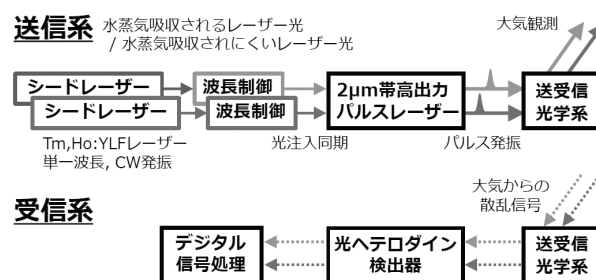 送信系
水蒸気吸収されるレーザー光
/ 水蒸気吸収されにくいレーザー光
大気観測
シードレーザー
波長制御
シードレーザー
波長制御
2μm帯高出力
パルスレーザー
送受信
光学系
Tm,Ho:YLFレーザー
単一波長, CW発振
光注入同期
パルス発振
大気からの
散乱信号
受信系
デジタル
信号処理
光ヘテロダイン
検出器
送受信
光学系